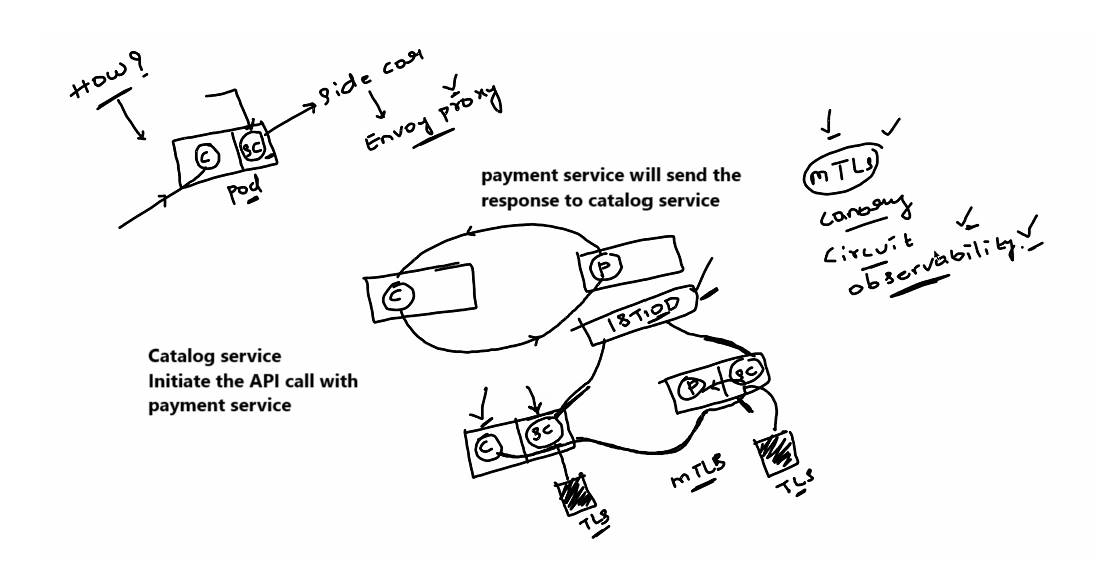 HOW?
side car
Envoy proxy
C
SC
pod
mTLS
canary
circuit
observability.
payment service will send the
response to catalog service
C
P
ISTIOD
Catalog service
Initiate the API call with
payment service
P
SC
C
SC
mTLS
TLS
TLS